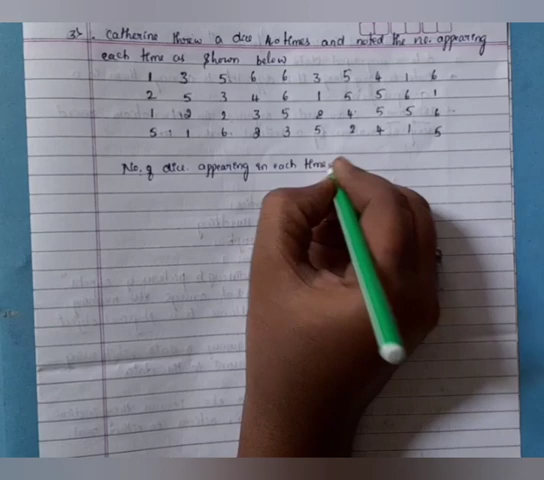 3) . Catherine threw a dice 40 times and noted the no. appearing
each time as shown below
1 3 5 6 6 3 5 4 1 6
2 5 3 4 6 1 5 5 6 1
1 2 2 3 5 2 4 5 5 6
5 1 6 2 3 5 2 4 1 5
No. of dice. appearing in each time